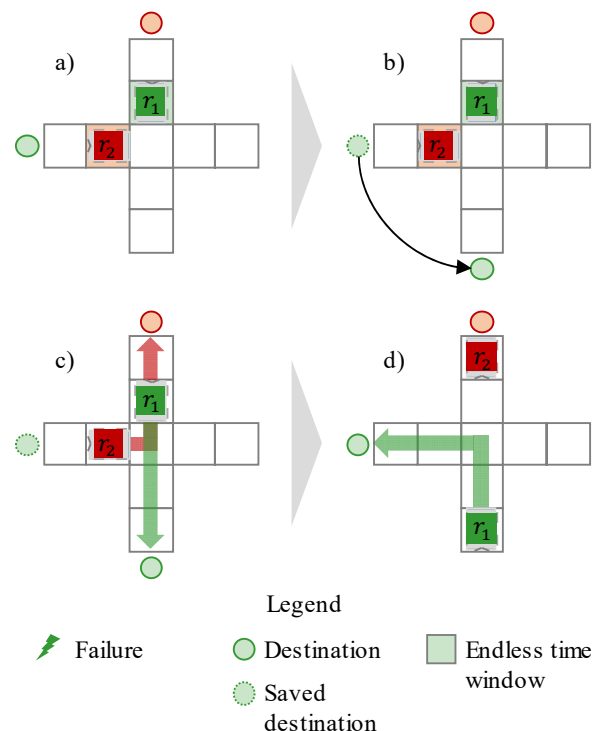 a)
b)
r1
r1
r2
r2
c)
d)
r2
r1
r2
r1
Legend
Failure
Destination
Endless time
window
Saved
destination